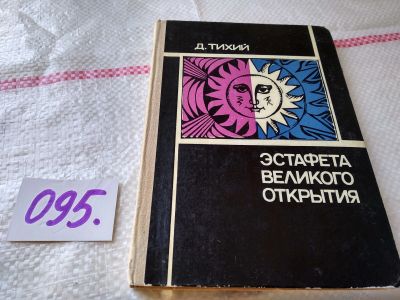 Д. ТИХИЙ
ЭСТАФЕТА
ВЕЛИКОГО
ОТКРЫТИЯ
095.